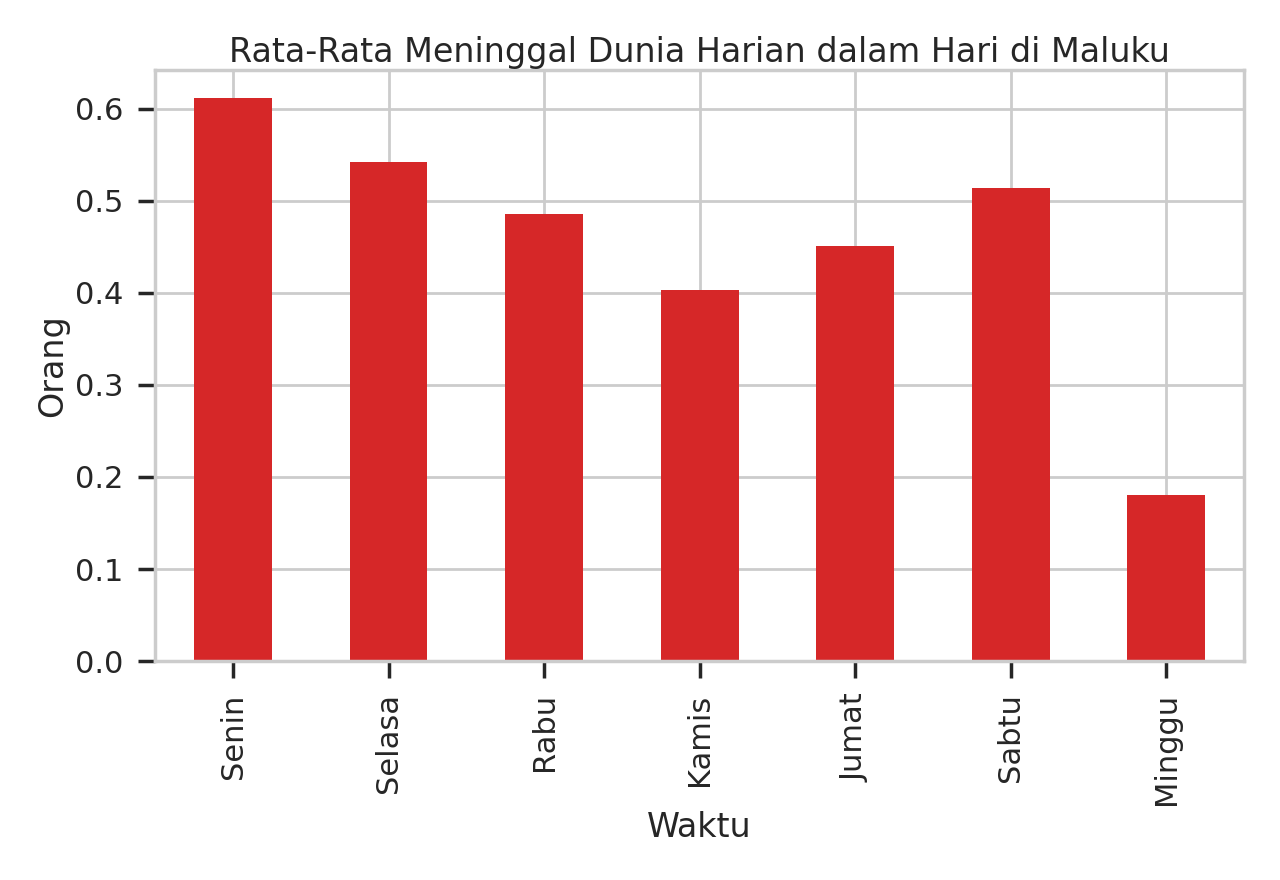 Rata-Rata Meninggal Dunia Harian dalam Hari di Maluku
0.6
0.5
0.4
0.3
0.2
0.1
0.0
Orang
Senin
Selasa
Rabu
Kamis
Jumat
Sabtu
Minggu
Waktu